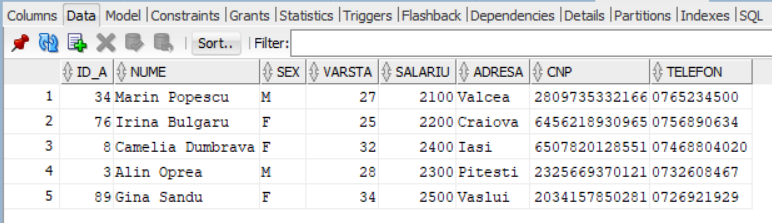 Columns Data Model Constraints Grants Statistics Triggers Flashback Dependencies Details Partitions Indexes SQL
Sort.. Filter:
ID_A NUME SEX VARSTA SALARIU ADRESA CNP TELEFON
1 34 Marin Popescu M 27 2100 Valcea 2809735332166 0765234500
2 76 Irina Bulgaru F 25 2200 Craiova 6456218930965 0756890634
3 8 Camelia Dumbrava F 32 2400 Iasi 6507820128551 07468804020
4 3 Alin Oprea M 28 2300 Pitesti 2325669370121 0732608467
5 89 Gina Sandu F 34 2500 Vaslui 2034157850281 0726921929